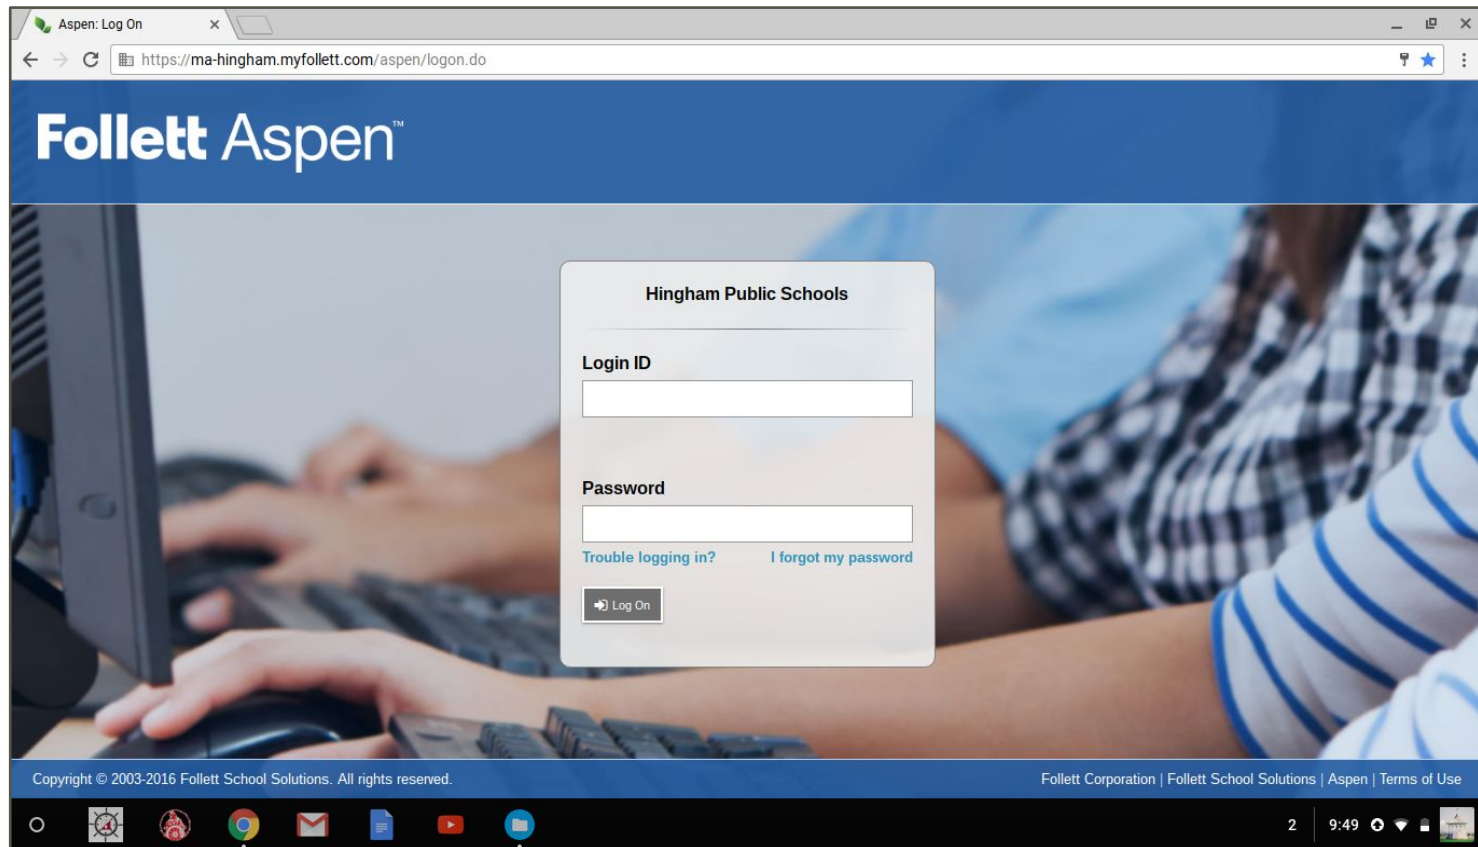 Aspen: Log On
https://ma-hingham.myfollett.com/aspen/logon.do
Follett Aspen™
Hingham Public Schools
Login ID
Password
Trouble logging in? I forgot my password
Log On
Copyright © 2003-2016 Follett School Solutions. All rights reserved. Follett Corporation | Follett School Solutions | Aspen | Terms of Use
2 9:49